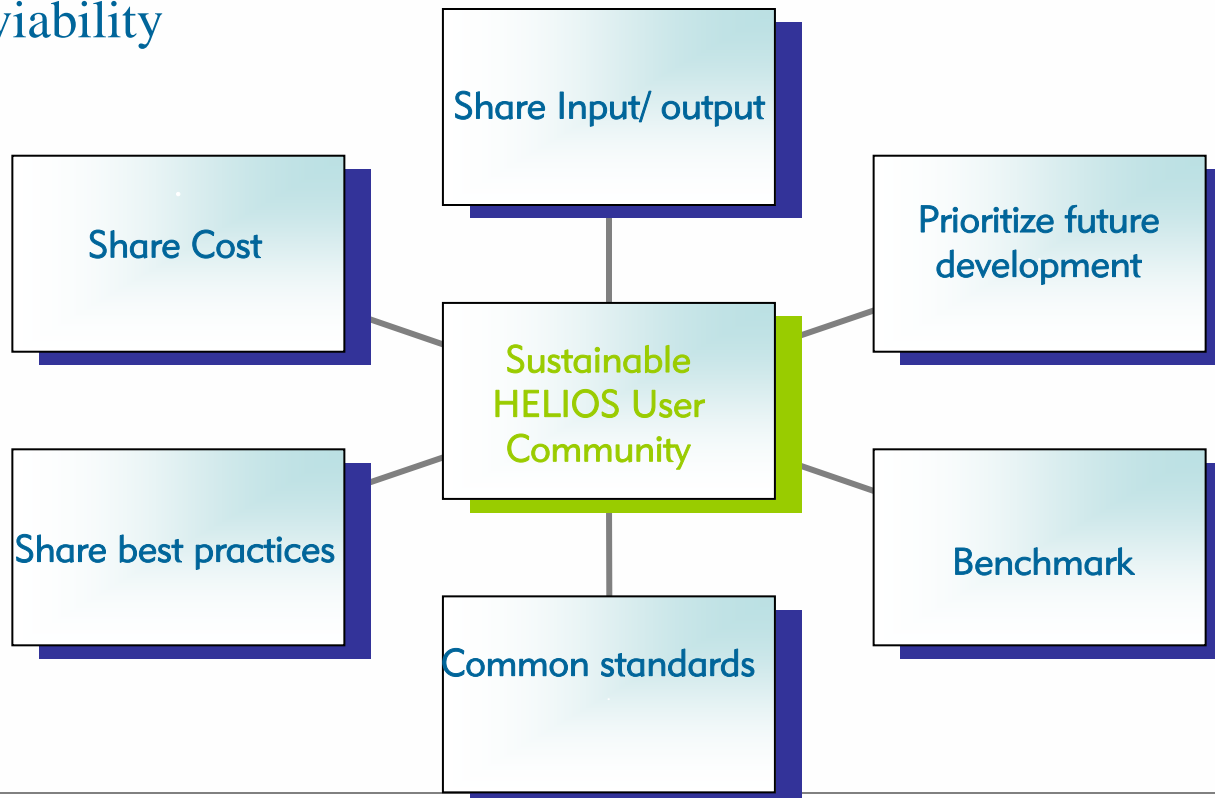 viability
Share Input/ output
Share Cost
Prioritize future
development
Sustainable
HELIOS User
Community
Share best practices
Benchmark
Common standards